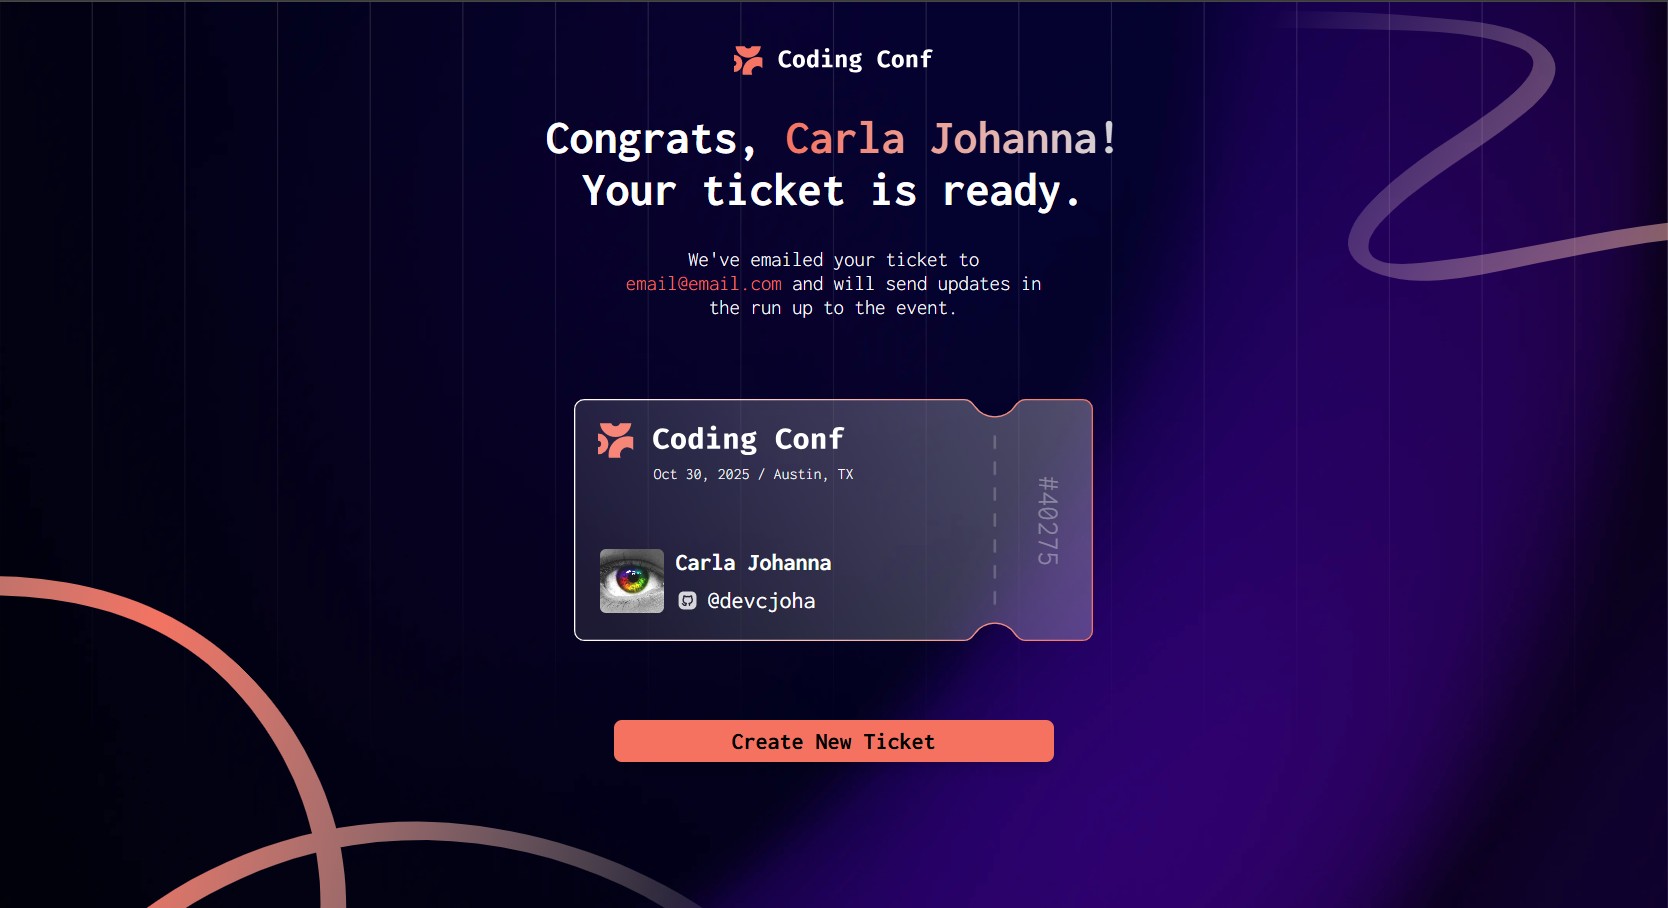 Coding Conf
Congrats, Carla Johanna!
Your ticket is ready.
We've emailed your ticket to
email@email.com and will send updates in
the run up to the event.
Coding Conf
Oct 30, 2025 / Austin, TX
Carla Johanna
@devcjoha
#40275
Create New Ticket